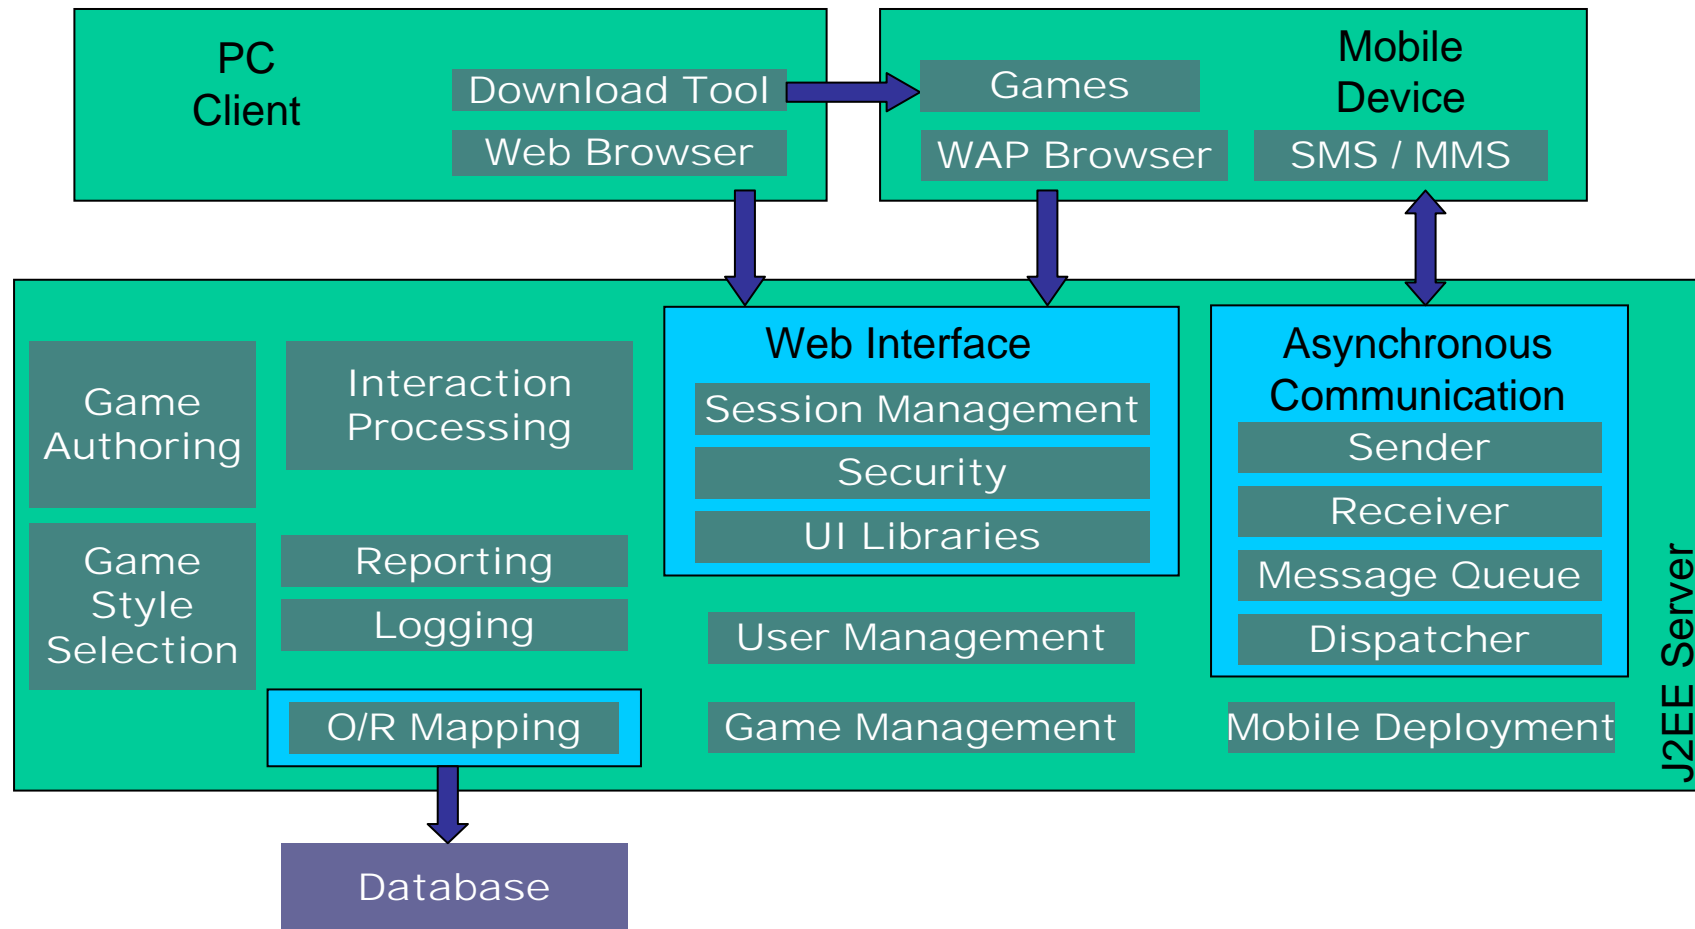 PC
Client
Download Tool
Web Browser
Mobile
Device
Games
WAP Browser
SMS / MMS
Game
Authoring
Game
Style
Selection
Interaction
Processing
Reporting
Logging
O/R Mapping
Web Interface
Session Management
Security
UI Libraries
User Management
Game Management
Asynchronous
Communication
Sender
Receiver
Message Queue
Dispatcher
Mobile Deployment
J2EE Server
Database